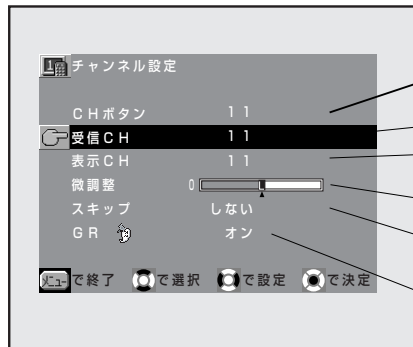 1 チャンネル設定
CHボタン 11
受信CH 11
表示CH 11
微調整 0
スキップ しない
GR オン
メニューで終了 で選択 で設定 で決定